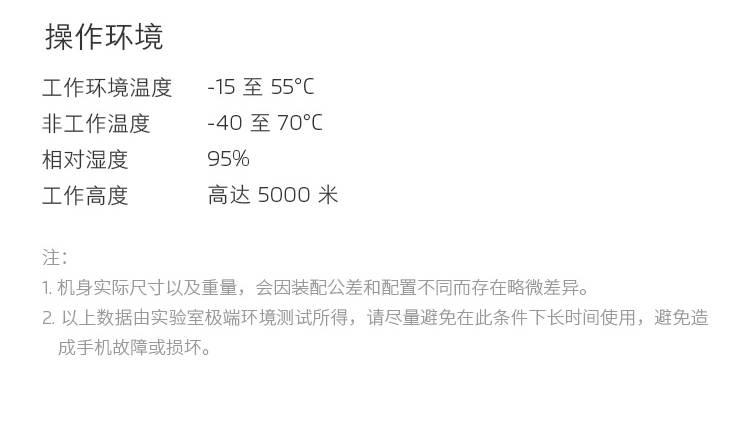 操作环境
工作环境温度 -15 至 55℃
非工作温度 -40 至 70℃
相对湿度 95%
工作高度 高达 5000 米
注：
1. 机身实际尺寸以及重量，会因装配公差和配置不同而存在略微差异。
2. 以上数据由实验室极端环境测试所得，请尽量避免在此条件下长时间使用，避免造
成手机故障或损坏。